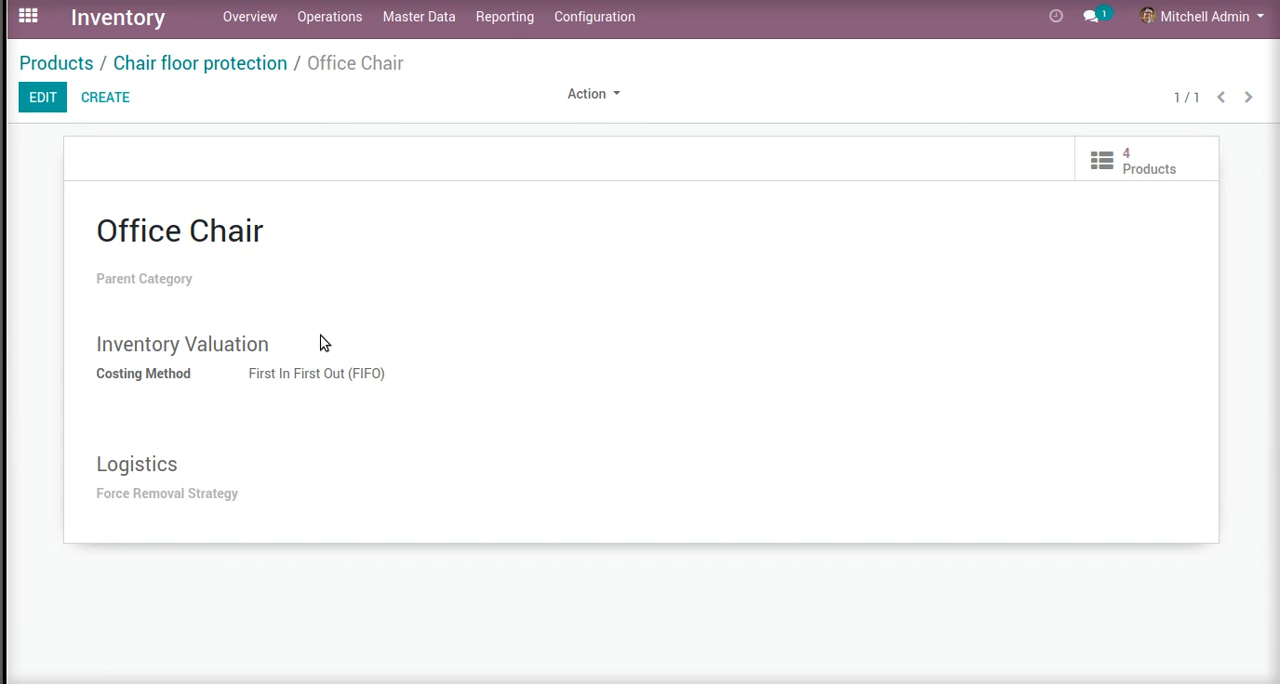 Inventory Overview Operations Master Data Reporting Configuration 1 Mitchell Admin
Products / Chair floor protection / Office Chair
EDIT CREATE Action 1 / 1
4
Products
Office Chair
Parent Category
Inventory Valuation
Costing Method First In First Out (FIFO)
Logistics
Force Removal Strategy